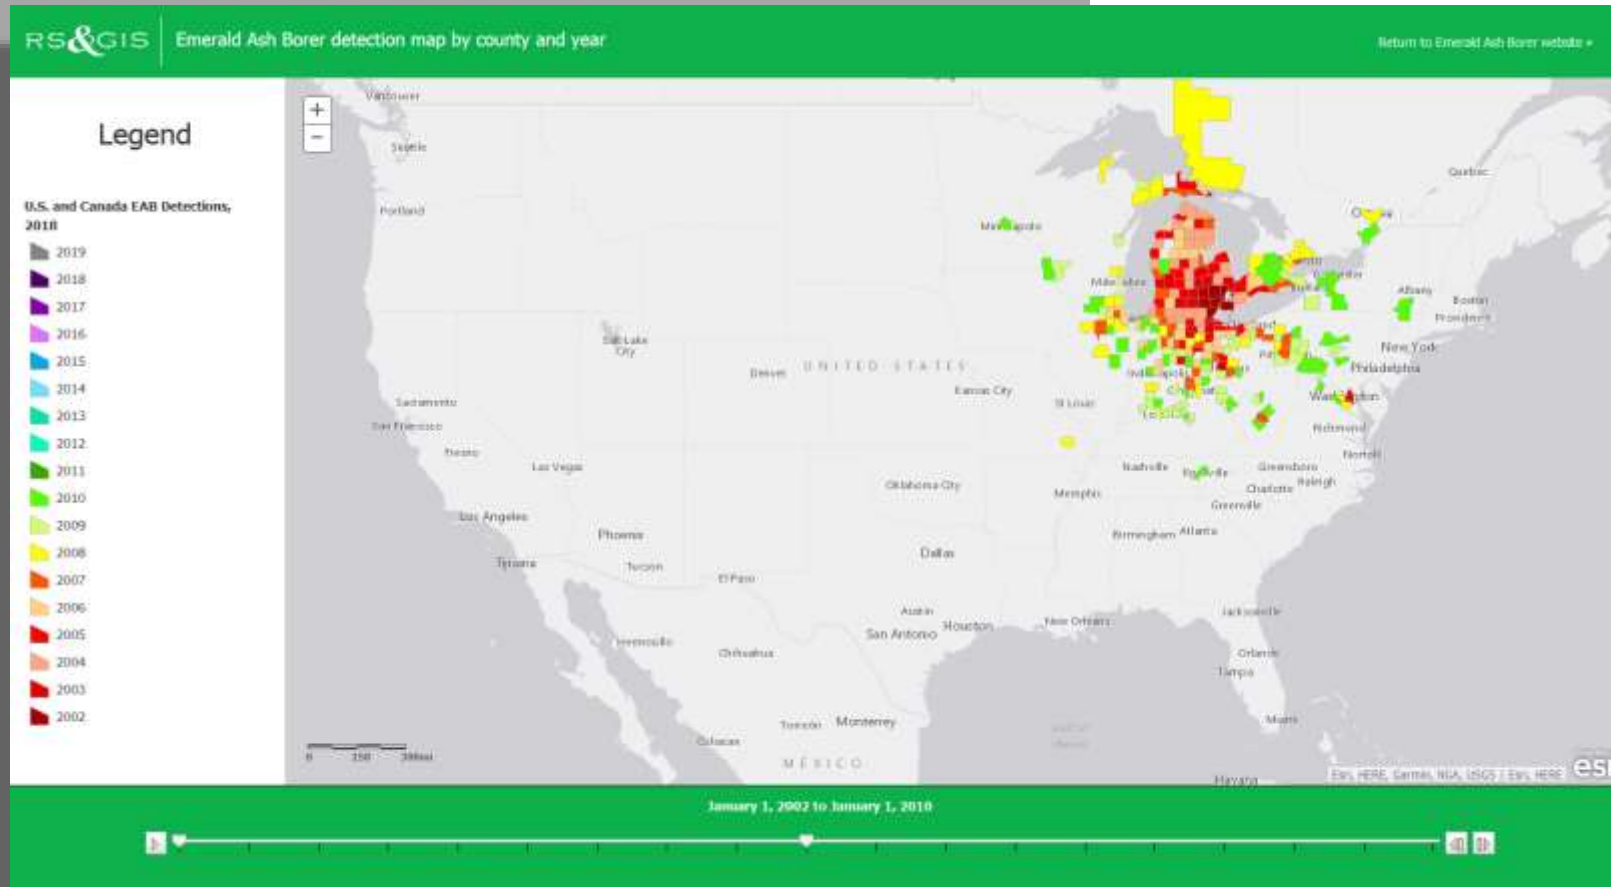 RS&GIS
Emerald Ash Borer detection map by county and year
Return to Emerald Ash Borer website »
Legend
U.S. and Canada EAB Detections,
2018
2019
2018
2017
2016
2015
2014
2013
2012
2011
2010
2009
2008
2007
2006
2005
2004
2003
2002
+
−
Vancouver
Seattle
Portland
Quebec
Albany
Boston
Salt Lake
City
Denver
UNITED STATES
Kansas City
St Louis
New York
Philadelphia
Washington
Richmond
Norfolk
Sacramento
San Francisco
Fresno
Las Vegas
Nashville
Knoxville
Greensboro
Raleigh
Charlotte
Greenville
Oklahoma City
Memphis
Los Angeles
Phoenix
Birmingham
Atlanta
Dallas
Tijuana
Tucson
El Paso
Austin
San Antonio
Houston
New Orleans
Jacksonville
Hermosillo
Chihuahua
Orlando
Tampa
Torreón
Monterrey
Miami
Culiacan
MÉXICO
Havana
0 150 300mi
Esri, HERE, Garmin, NGA, USGS | Esri, HERE
esri
January 1, 2002 to January 1, 2010